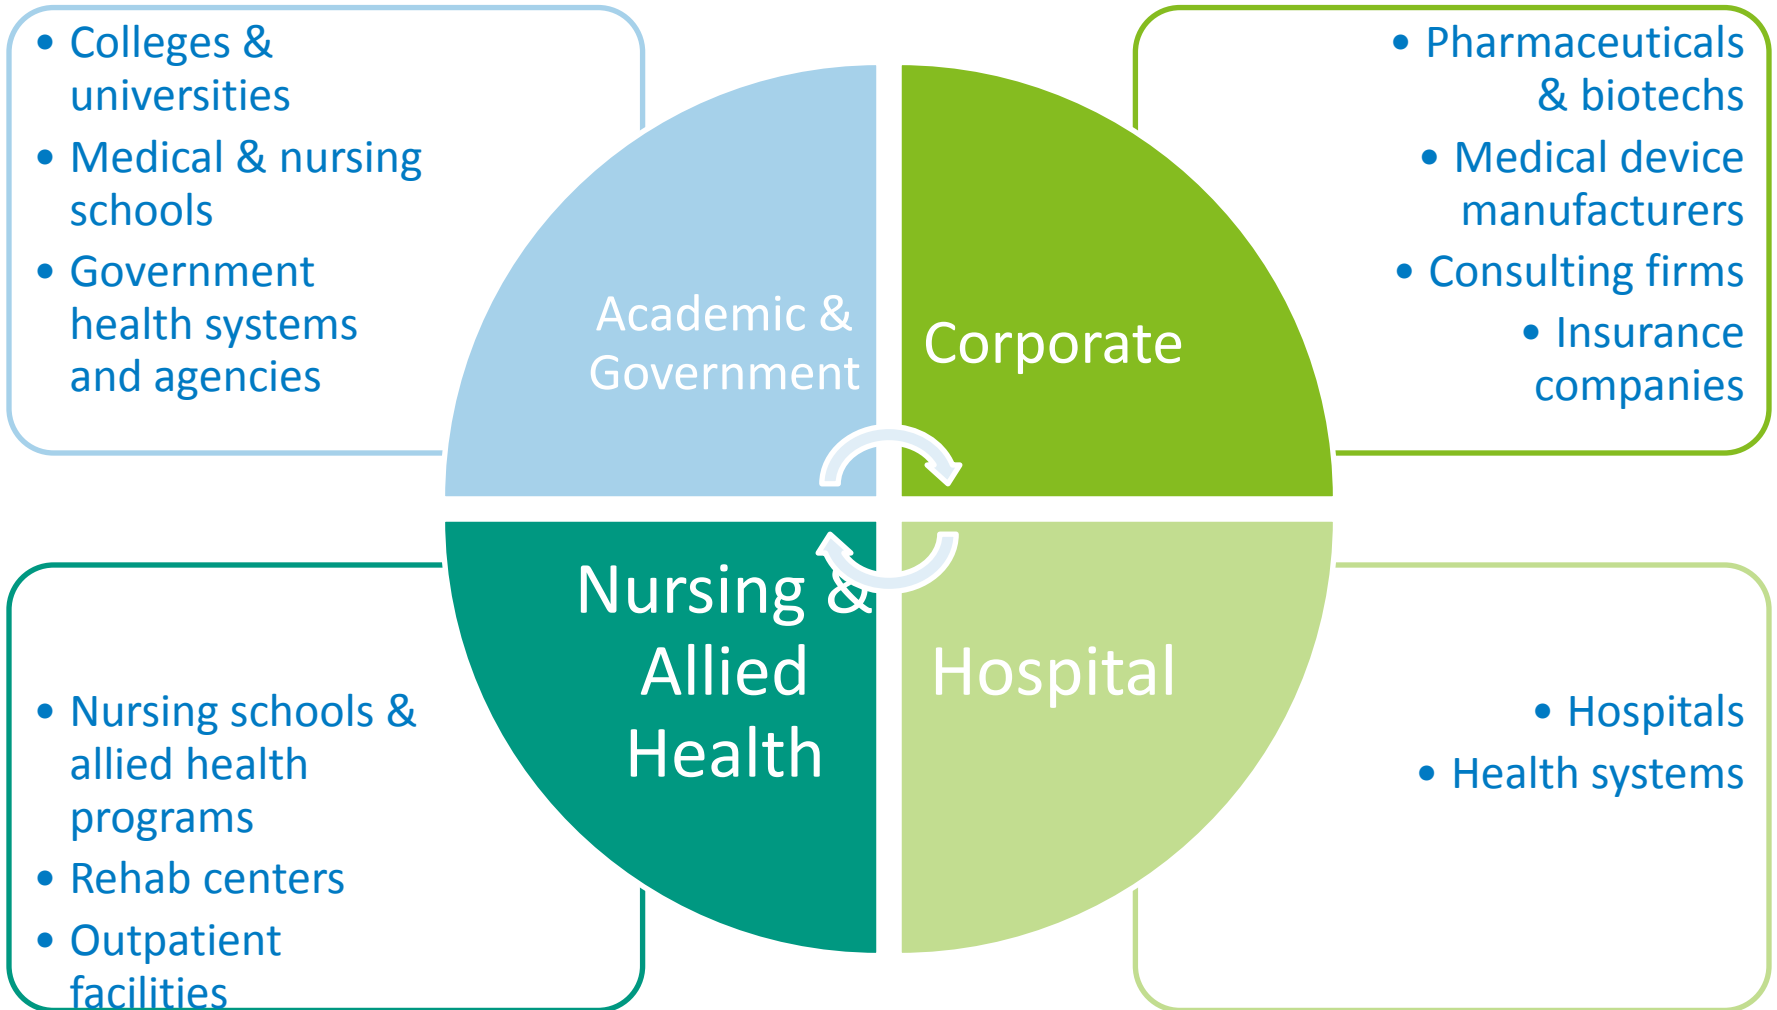 • Colleges &
universities
• Medical & nursing
schools
• Government
health systems
and agencies
Academic &
Government
Corporate
• Pharmaceuticals
& biotechs
• Medical device
manufacturers
• Consulting firms
• Insurance
companies
• Nursing schools &
allied health
programs
• Rehab centers
• Outpatient
facilities
Nursing &
Allied
Health
Hospital
• Hospitals
• Health systems